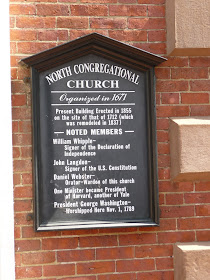 NORTH CONGREGATIONAL
CHURCH
Organized in 1671
Present Building Erected in 1855
on the site of that of 1712 (which
was remodeled in 1837)
— NOTED MEMBERS —
William Whipple—
Signer of the Declaration of
Independence
John Langdon—
Signer of the U.S. Constitution
Daniel Webster—
Orator-Warden of this church
One Minister became President
of Harvard, another of Yale
President George Washington—
Worshipped Here Nov. 1, 1789